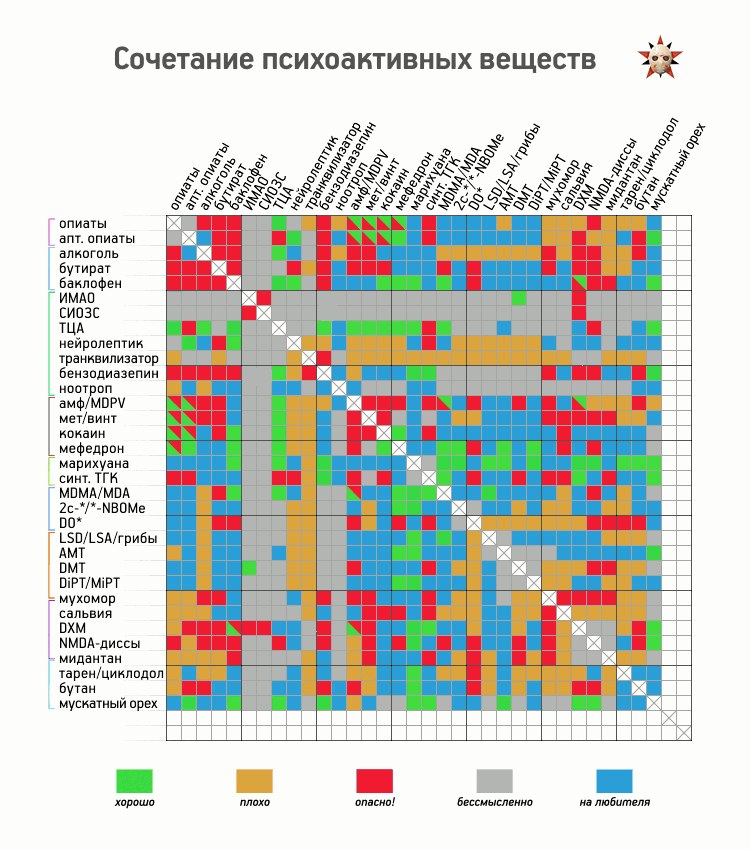 Сочетание психоактивных веществ
опиаты
апт. опиаты
алкоголь
бутират
баклофен
ИМАО
СИОЗС
ТЦА
нейролептик
транквилизатор
бензодиазепин
ноотроп
амф/MDPV
мет/винт
кокаин
мефедрон
марихуана
синт. ТГК
MDMA/MDA
2c-*/*-NBOMe
DO*
LSD/LSA/грибы
AMT
DMT
DiPT/MiPT
мухомор
сальвия
DXM
NMDA-диссы
мидантан
тарен/циклодол
бутан
мускатный орех
опиаты
апт. опиаты
алкоголь
бутират
баклофен
ИМАО
СИОЗС
ТЦА
нейролептик
транквилизатор
бензодиазепин
ноотроп
амф/MDPV
мет/винт
кокаин
мефедрон
марихуана
синт. ТГК
MDMA/MDA
2c-*/*-NBOMe
DO*
LSD/LSA/грибы
AMT
DMT
DiPT/MiPT
мухомор
сальвия
DXM
NMDA-диссы
мидантан
тарен/циклодол
бутан
мускатный орех
хорошо
плохо
опасно!
бессмысленно
на любителя